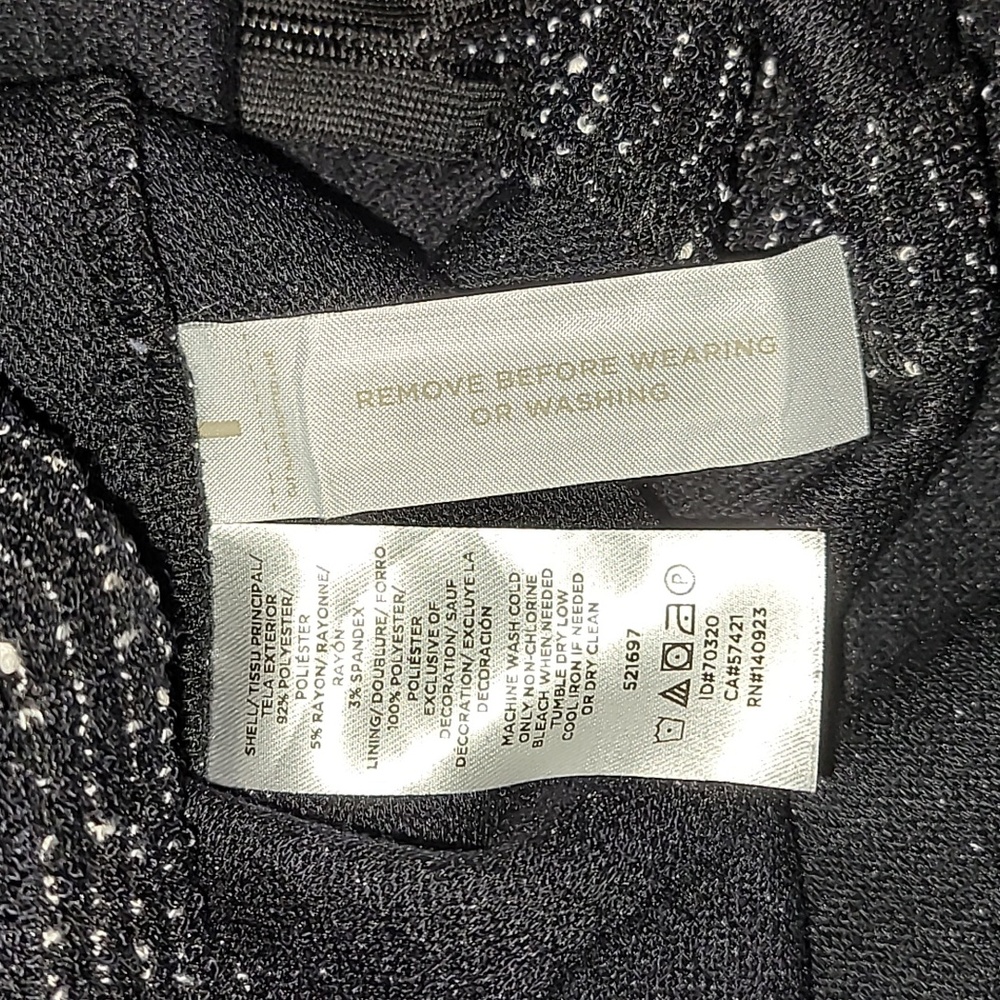 REMOVE BEFORE WEARING
OR WASHING
SHELL/ TISSU PRINCIPAL/
TELA EXTERIOR
92% POLYESTER/
POLIÉSTER
5% RAYON/RAYONNE/
RAYÓN
3% SPANDEX
LINING/ DOUBLURE/ FORRO
100% POLYESTER/
POLIÉSTER
EXCLUSIVE OF
DECORATION/ SAUF
DÉCORATION/ EXCLUYE LA
DECORACIÓN
MACHINE WASH COLD
ONLY NON-CHLORINE
BLEACH WHEN NEEDED
TUMBLE DRY LOW
COOL IRON IF NEEDED
OR DRY CLEAN
521697
P
ID#70320
CA#57421
RN#140923